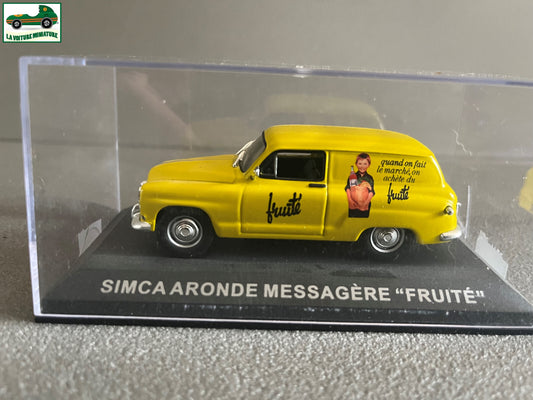 LA VOITURE MINIATURE
fruité
quand on fait
le marché, on
achète du
fruité
SIMCA ARONDE MESSAGÈRE "FRUITÉ"